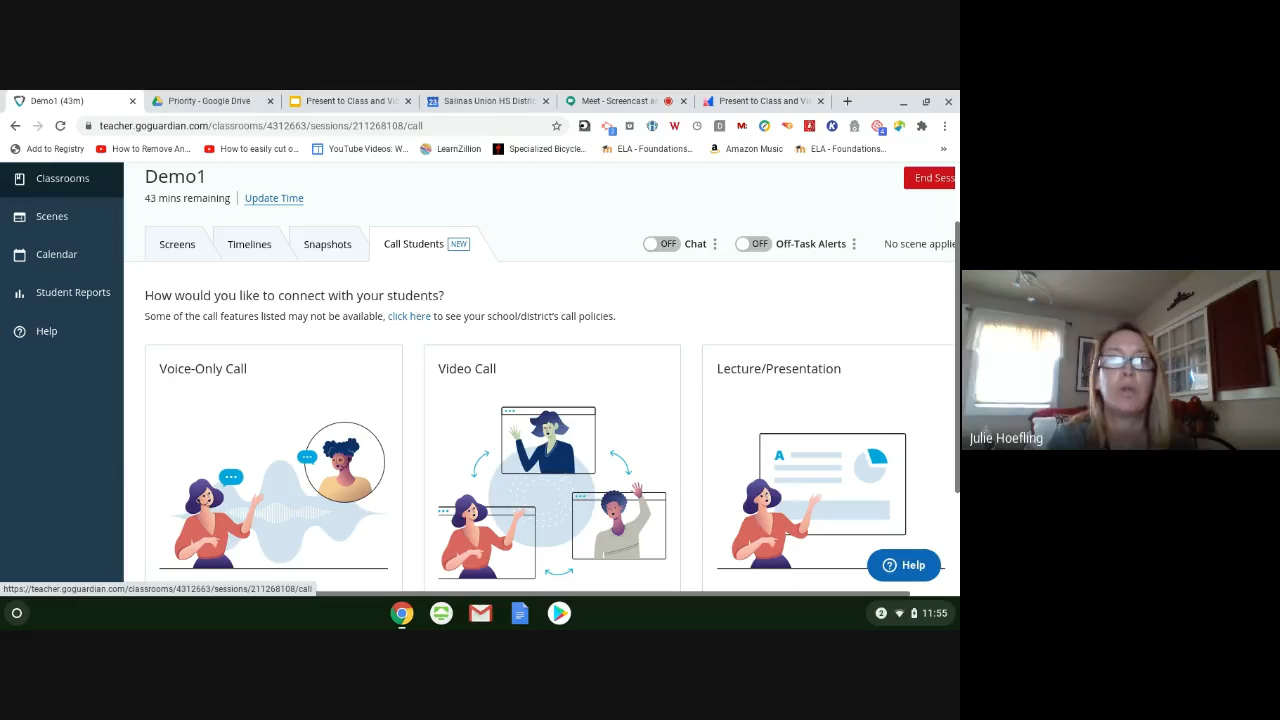 Demo1 (43m)
Priority - Google Drive
Present to Class and Vi
Salinas Union HS Distric
Meet - Screencast a
Present to Class and Vi
teacher.goguardian.com/classrooms/4312663/sessions/211268108/call
Add to Registry
How to Remove An...
How to easily cut o...
YouTube Videos: W...
LearnZillion
Specialized Bicycle...
ELA - Foundations...
Amazon Music
ELA - Foundations...
»
Classrooms
Scenes
Calendar
Student Reports
Help
Demo1
End Sess
43 mins remaining
Update Time
Screens
Timelines
Snapshots
Call Students NEW
OFF Chat
OFF Off-Task Alerts
No scene applie
How would you like to connect with your students?
Some of the call features listed may not be available, click here to see your school/district's call policies.
Voice-Only Call
Video Call
Lecture/Presentation
A
Help
https://teacher.goguardian.com/classrooms/4312663/sessions/211268108/call
2
11:55
Julie Hoefling